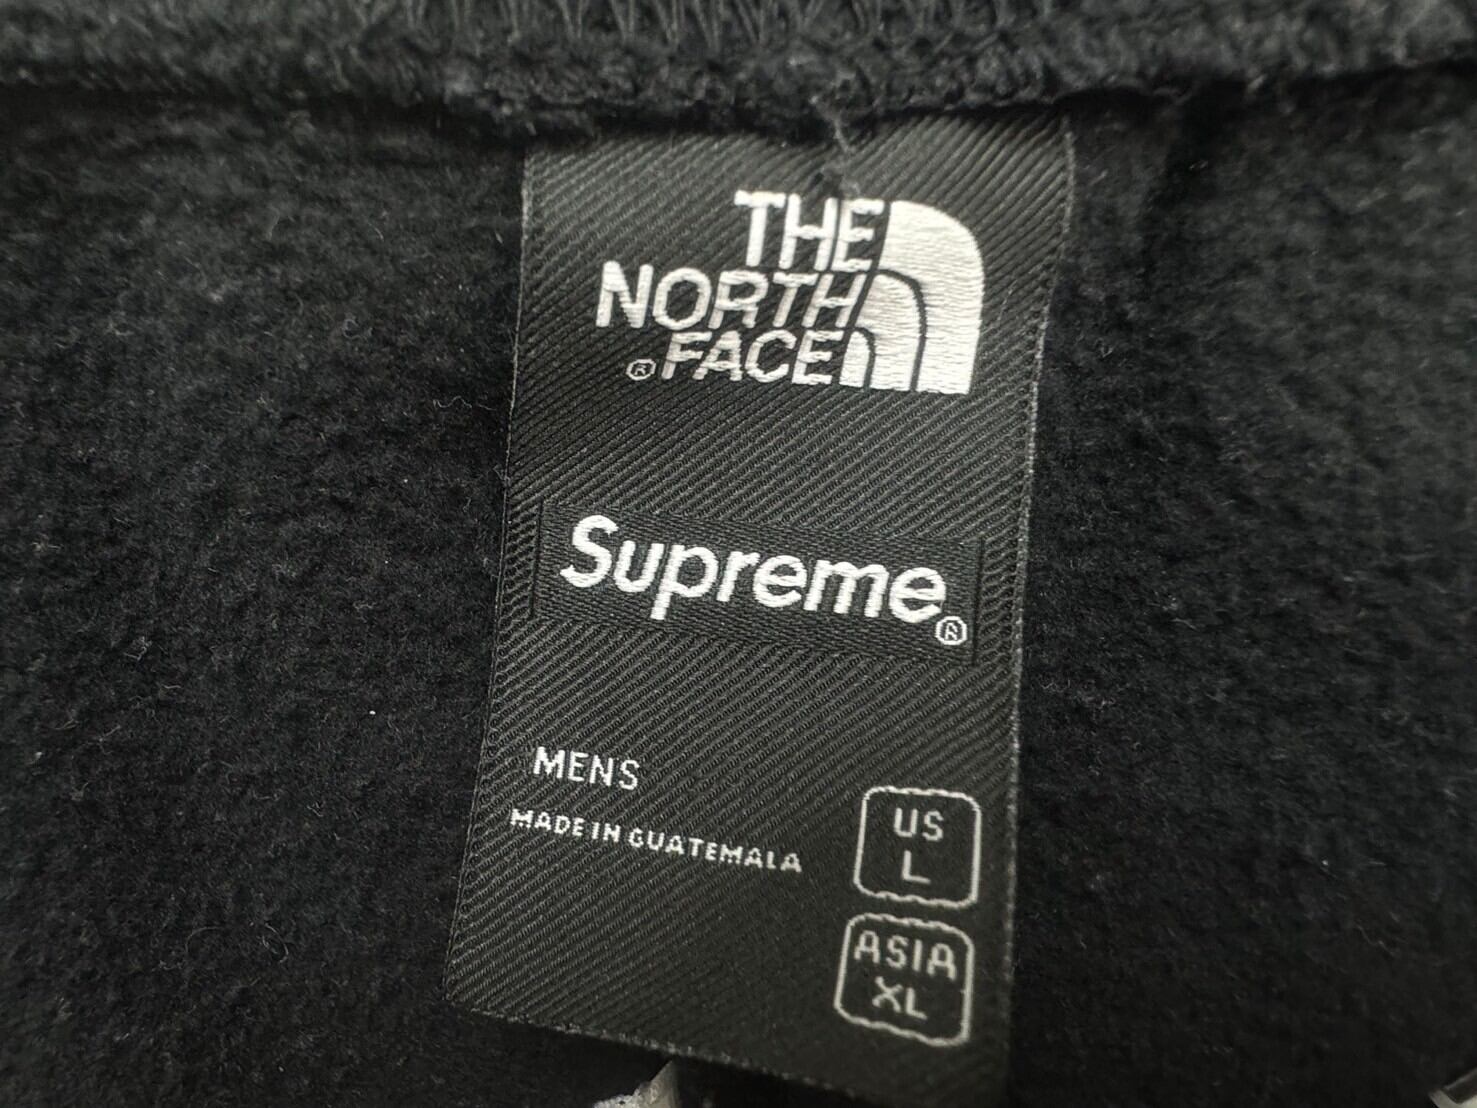 THE
NORTH
®FACE
Supreme®
MENS
MADE IN GUATEMALA
US
L
ASIA
XL